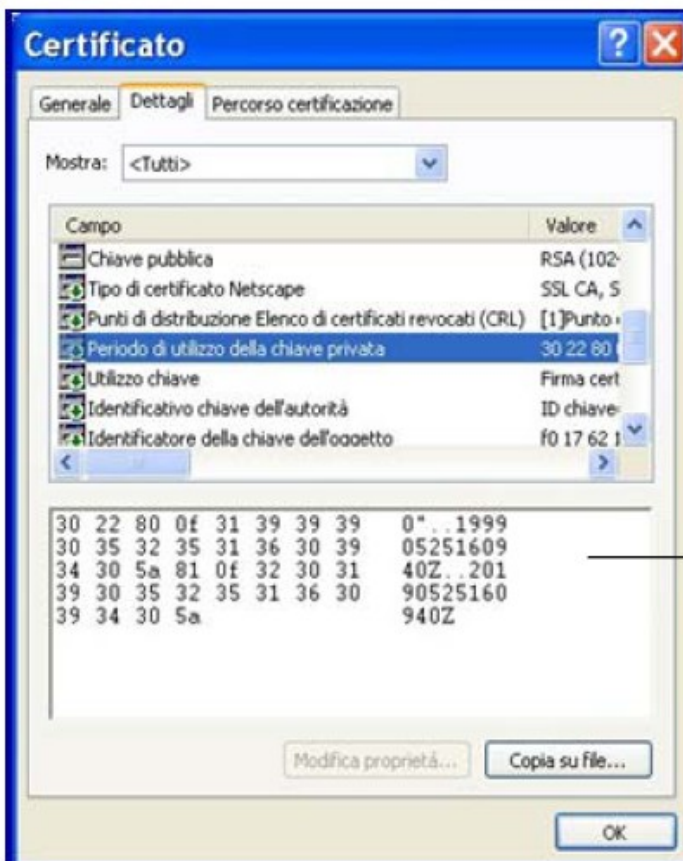 Certificato
Generale Dettagli Percorso certificazione
Mostra: <Tutti>
Campo Valore
Chiave pubblica RSA (102
Tipo di certificato Netscape SSL CA, S
Punti di distribuzione Elenco di certificati revocati (CRL) [1]Punto
Periodo di utilizzo della chiave privata 30 22 80
Utilizzo chiave Firma cert
Identificativo chiave dell'autorità ID chiave
Identificatore della chiave dell'oggetto f0 17 62 1
30 22 80 0f 31 39 39 39 0"..1999
30 35 32 35 31 36 30 39 05251609
34 30 5a 81 0f 32 30 31 40Z..201
39 30 35 32 35 31 36 30 90525160
39 34 30 5a 940Z
Modifica proprietá... Copia su file...
OK